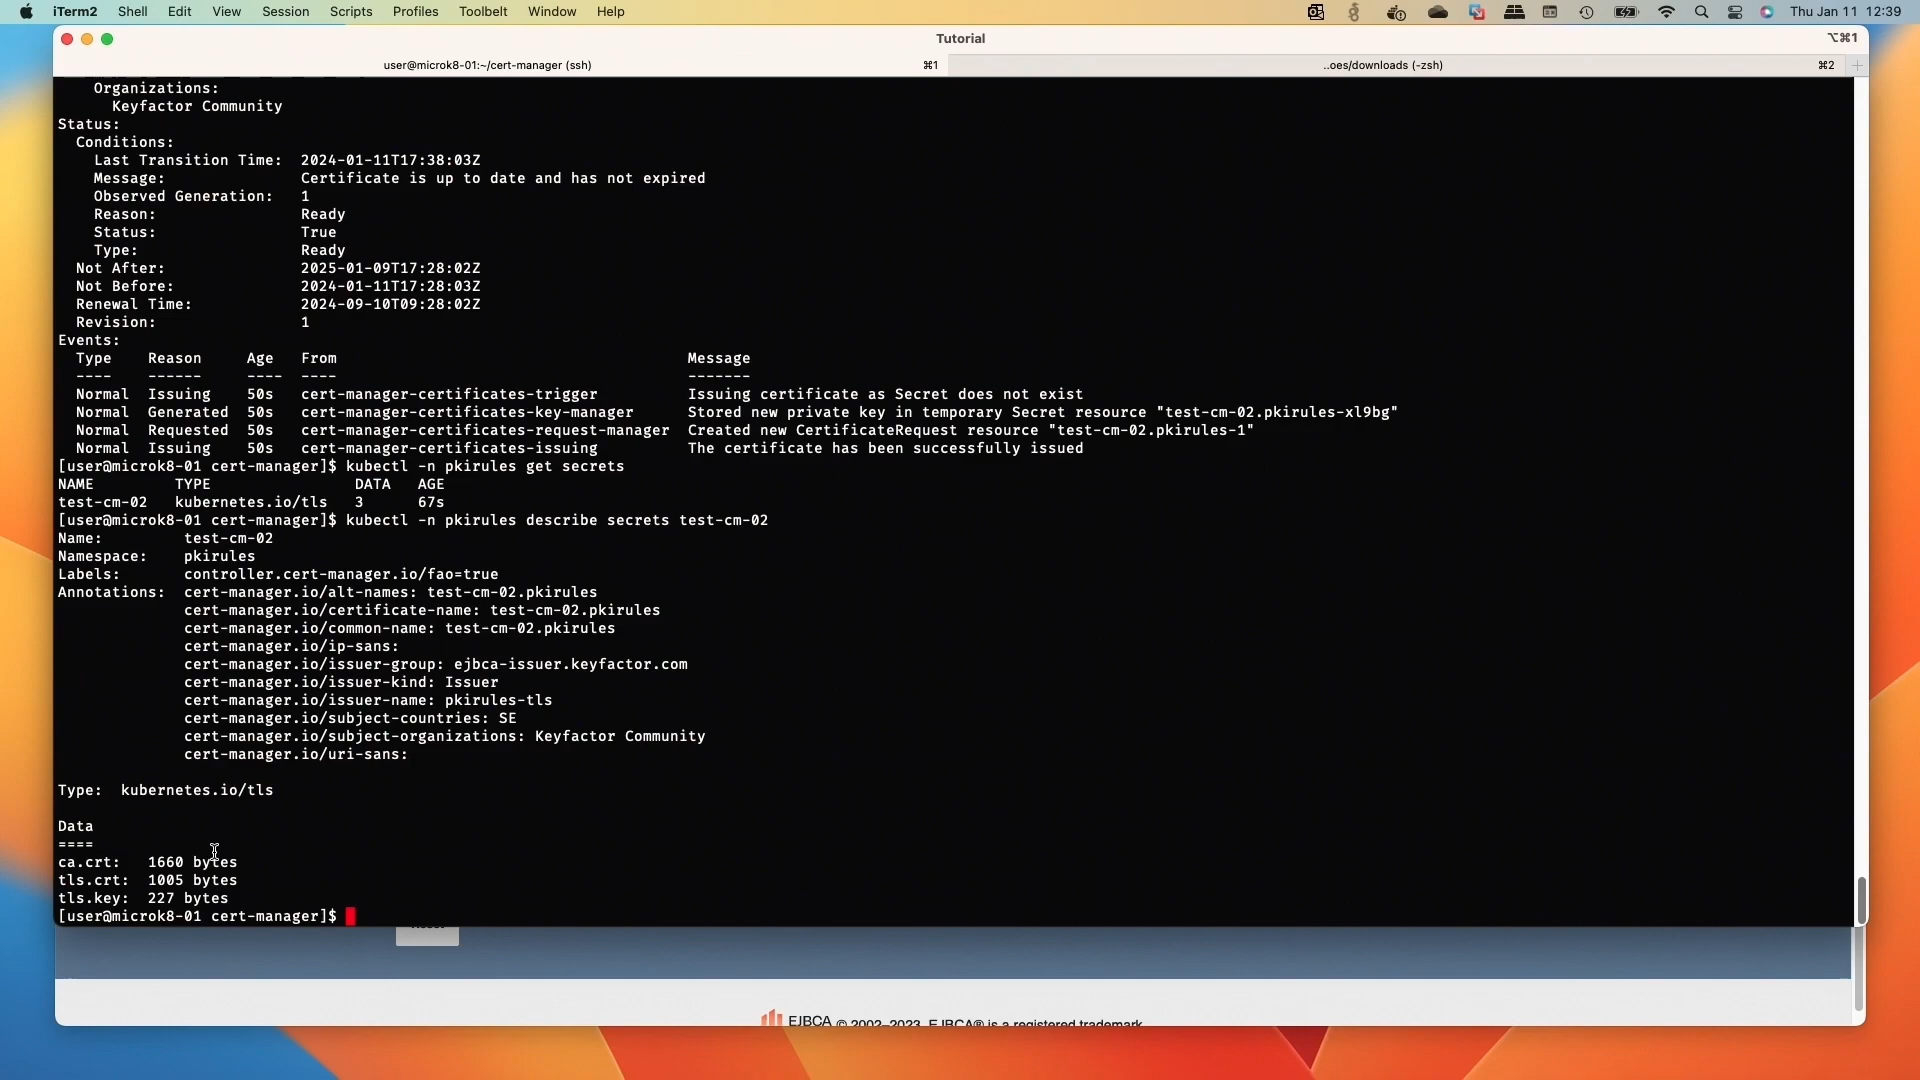 iTerm2 Shell Edit View Session Scripts Profiles Toolbelt Window Help Thu Jan 11 12:39
Tutorial ⌥⌘1
user@microk8-01:~/cert-manager (ssh) ⌘1 ..oes/downloads (-zsh) ⌘2
Organizations:
Keyfactor Community
Status:
Conditions:
Last Transition Time: 2024-01-11T17:38:03Z
Message: Certificate is up to date and has not expired
Observed Generation: 1
Reason: Ready
Status: True
Type: Ready
Not After: 2025-01-09T17:28:02Z
Not Before: 2024-01-11T17:28:03Z
Renewal Time: 2024-09-10T09:28:02Z
Revision: 1
Events:
Type Reason Age From Message
---- ------ ---- ---- -------
Normal Issuing 50s cert-manager-certificates-trigger Issuing certificate as Secret does not exist
Normal Generated 50s cert-manager-certificates-key-manager Stored new private key in temporary Secret resource "test-cm-02.pkirules-xl9bg"
Normal Requested 50s cert-manager-certificates-request-manager Created new CertificateRequest resource "test-cm-02.pkirules-1"
Normal Issuing 50s cert-manager-certificates-issuing The certificate has been successfully issued
[user@microk8-01 cert-manager]$ kubectl -n pkirules get secrets
NAME TYPE DATA AGE
test-cm-02 kubernetes.io/tls 3 67s
[user@microk8-01 cert-manager]$ kubectl -n pkirules describe secrets test-cm-02
Name: test-cm-02
Namespace: pkirules
Labels: controller.cert-manager.io/fao=true
Annotations: cert-manager.io/alt-names: test-cm-02.pkirules
cert-manager.io/certificate-name: test-cm-02.pkirules
cert-manager.io/common-name: test-cm-02.pkirules
cert-manager.io/ip-sans:
cert-manager.io/issuer-group: ejbca-issuer.keyfactor.com
cert-manager.io/issuer-kind: Issuer
cert-manager.io/issuer-name: pkirules-tls
cert-manager.io/subject-countries: SE
cert-manager.io/subject-organizations: Keyfactor Community
cert-manager.io/uri-sans:
Type: kubernetes.io/tls
Data
====
ca.crt: 1660 bytes
tls.crt: 1005 bytes
tls.key: 227 bytes
[user@microk8-01 cert-manager]$
EJBCA © 2002–2023. EJBCA® is a registered trademark